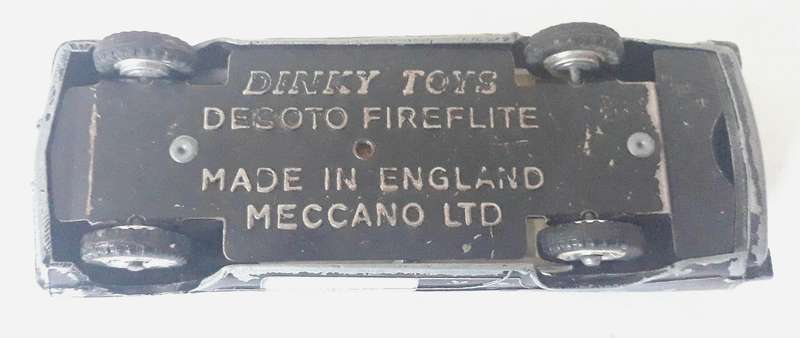 DINKY TOYS
DESOTO FIREFLITE
MADE IN ENGLAND
MECCANO LTD